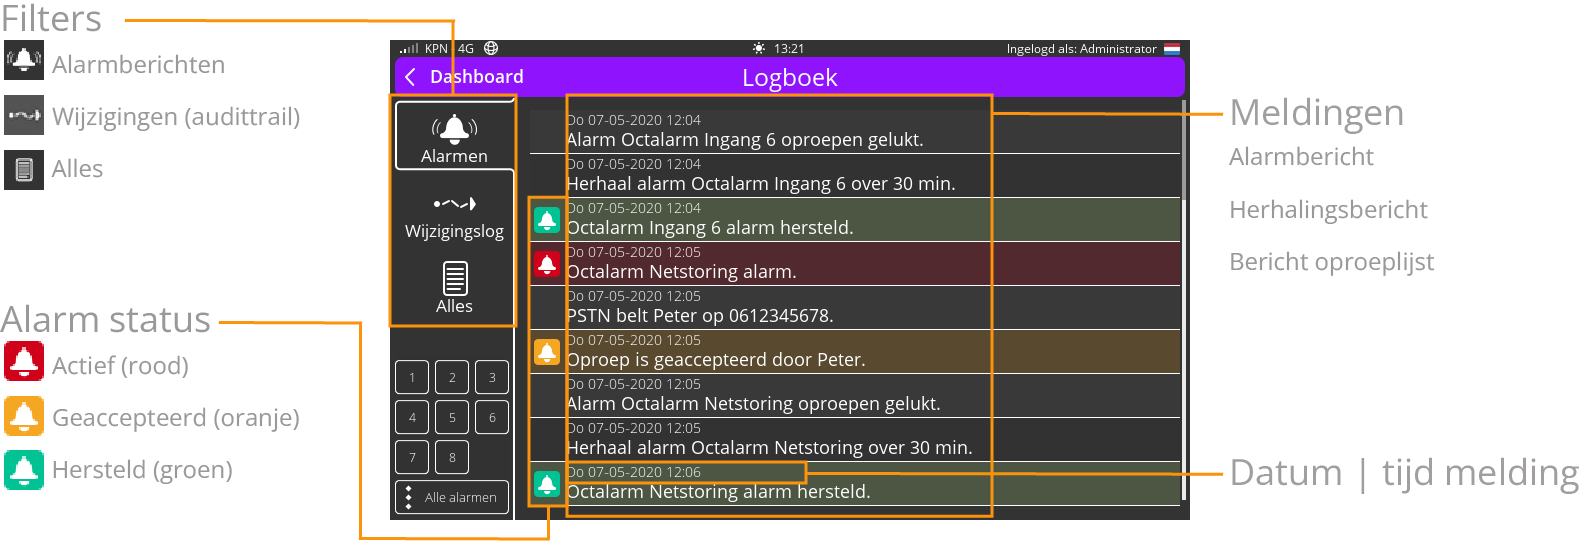 Filters
Alarmberichten
Wijzigingen (audittrail)
Alles
Alarm status
Actief (rood)
Geaccepteerd (oranje)
Hersteld (groen)
KPN 4G 13:21 Ingelogd als: Administrator
Dashboard Logboek
Alarmen
Wijzigingslog
Alles
1 2 3
4 5 6
7 8
Alle alarmen
Do 07-05-2020 12:04
Alarm Octalarm Ingang 6 oproepen gelukt.
Do 07-05-2020 12:04
Herhaal alarm Octalarm Ingang 6 over 30 min.
Do 07-05-2020 12:04
Octalarm Ingang 6 alarm hersteld.
Do 07-05-2020 12:05
Octalarm Netstoring alarm.
Do 07-05-2020 12:05
PSTN belt Peter op 0612345678.
Do 07-05-2020 12:05
Oproep is geaccepteerd door Peter.
Do 07-05-2020 12:05
Alarm Octalarm Netstoring oproepen gelukt.
Do 07-05-2020 12:05
Herhaal alarm Octalarm Netstoring over 30 min.
Do 07-05-2020 12:06
Octalarm Netstoring alarm hersteld.
Meldingen
Alarmbericht
Herhalingsbericht
Bericht oproeplijst
Datum | tijd melding